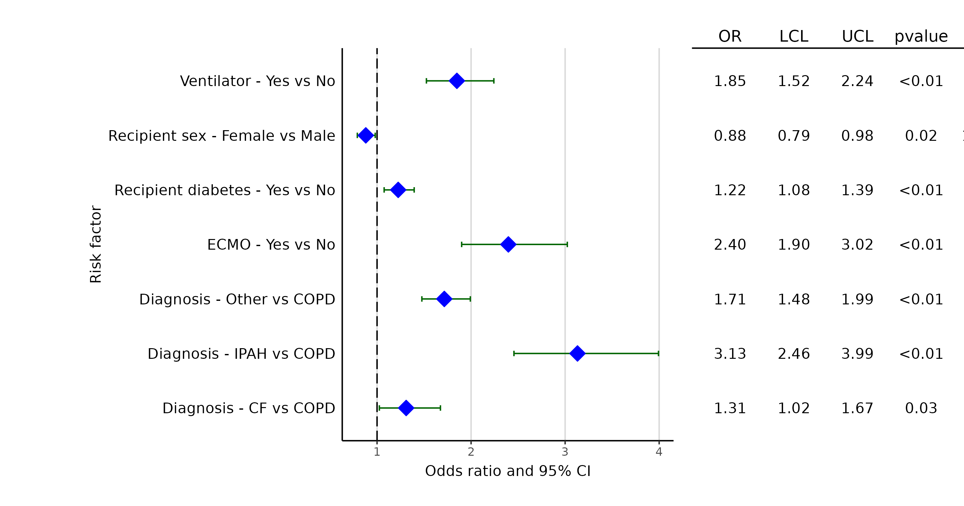 OR LCL UCL pvalue
Ventilator - Yes vs No 1.85 1.52 2.24 <0.01
Recipient sex - Female vs Male 0.88 0.79 0.98 0.02
Recipient diabetes - Yes vs No 1.22 1.08 1.39 <0.01
Risk factor
ECMO - Yes vs No 2.40 1.90 3.02 <0.01
Diagnosis - Other vs COPD 1.71 1.48 1.99 <0.01
Diagnosis - IPAH vs COPD 3.13 2.46 3.99 <0.01
Diagnosis - CF vs COPD 1.31 1.02 1.67 0.03
1 2 3 4
Odds ratio and 95% CI